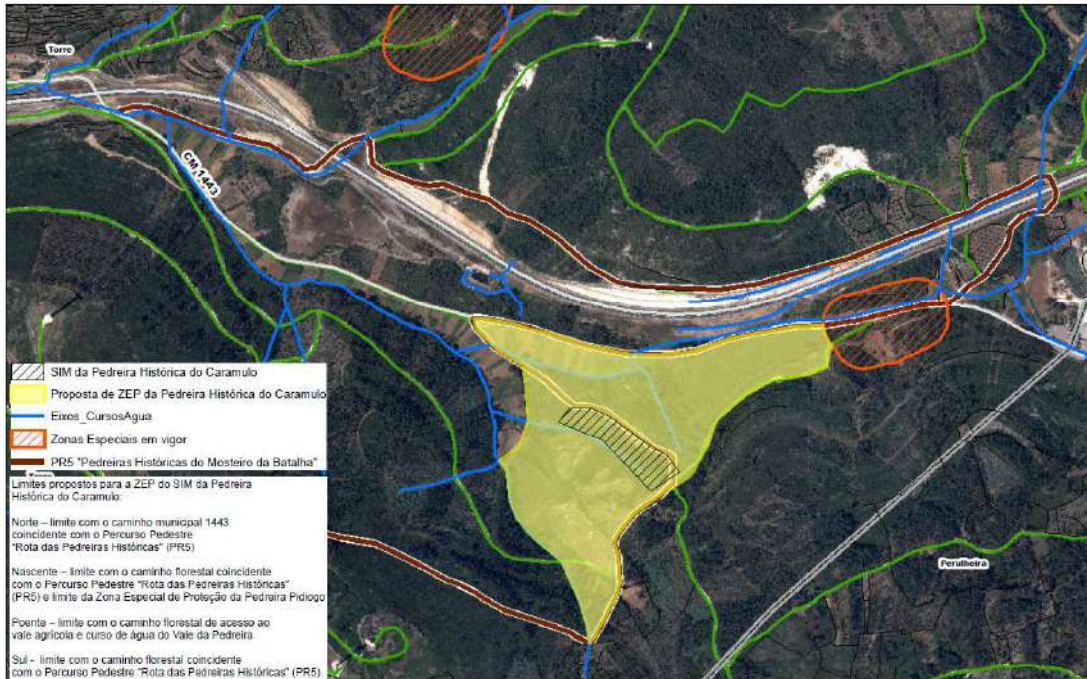 Torre
CM 1443
SIM da Pedreira Histórica do Caramulo
Proposta de ZEP da Pedreira Histórica do Caramulo
Eixos_CursosAgua
Zonas Especiais em vigor
PR5 "Pedreiras Históricas do Mosteiro da Batalha"
Limites propostos para a ZEP do SIM da Pedreira
Histórica do Caramulo:
Norte – limite com o caminho municipal 1443
coincidente com o Percurso Pedestre
"Rota das Pedreiras Históricas" (PR5)
Nascente – limite com o caminho florestal coincidente
com o Percurso Pedestre "Rota das Pedreiras Históricas"
(PR5) e limite da Zona Especial de Proteção da Pedreira Pidiogo
Poente – limite com o caminho florestal de acesso ao
vale agrícola e curso de água do Vale da Pedreira
Sul - limite com o caminho florestal coincidente
com o Percurso Pedestre "Rota das Pedreiras Históricas" (PR5)
Perulheira